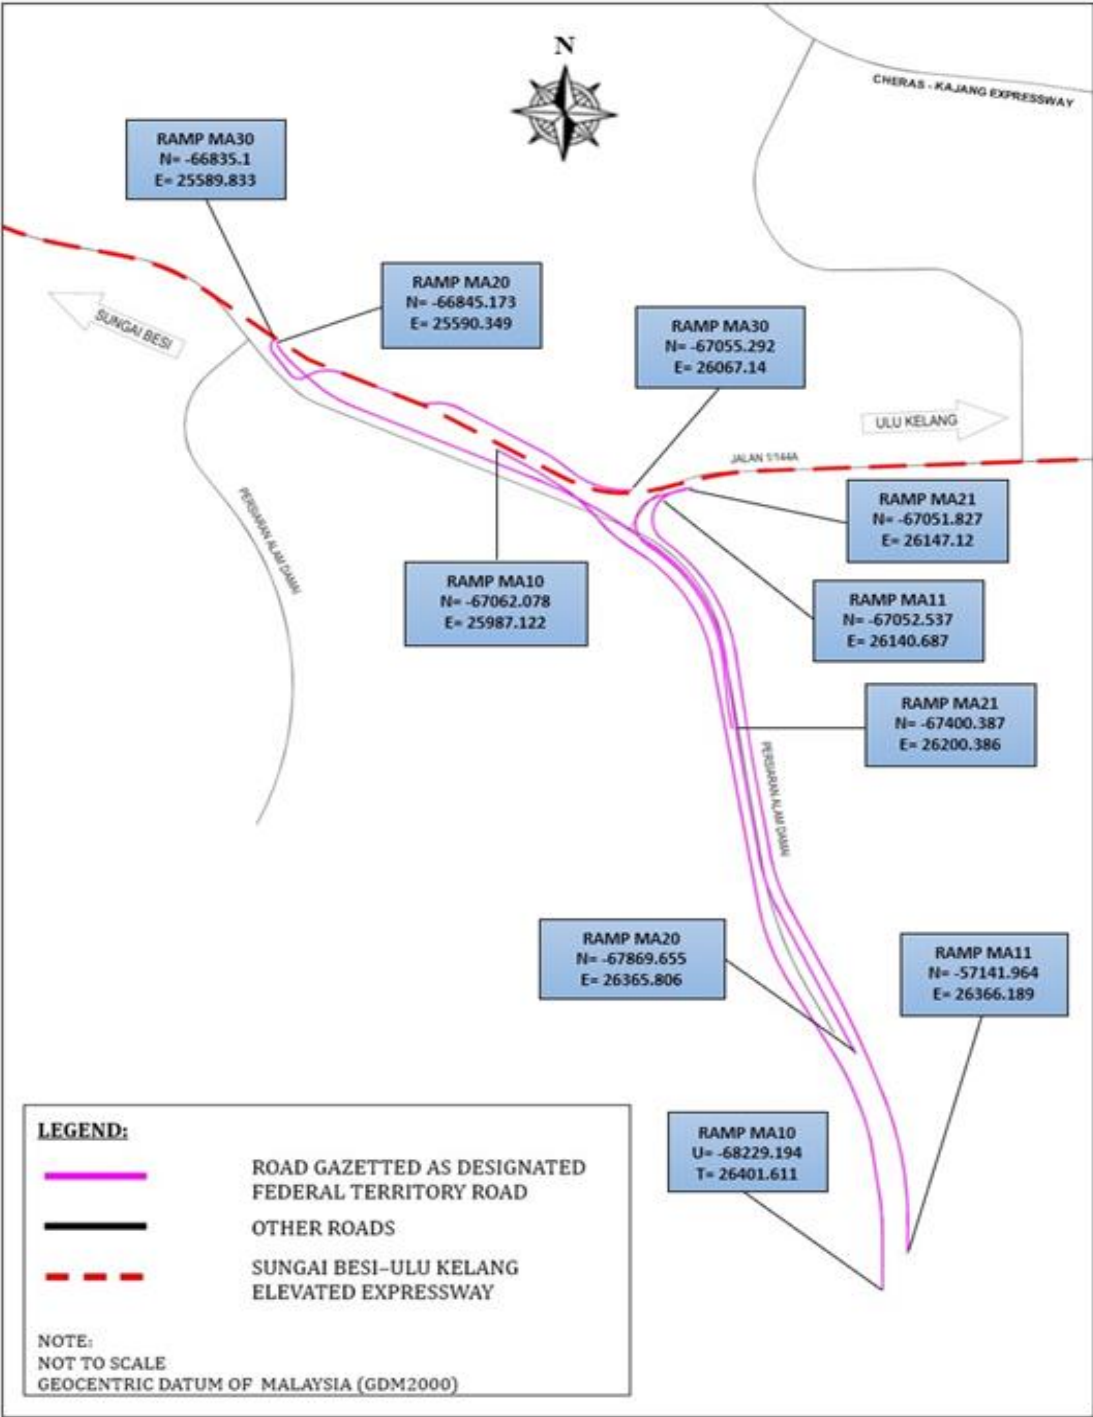 N
CHERAS - KAJANG EXPRESSWAY
RAMP MA30
N= -66835.1
E= 25589.833
RAMP MA20
N= -66845.173
E= 25590.349
SUNGAI BESI
RAMP MA30
N= -67055.292
E= 26067.14
ULU KELANG
JALAN 1/144A
RAMP MA21
N= -67051.827
E= 26147.12
PERSIARAN ALAM DAMAI
RAMP MA10
N= -67062.078
E= 25987.122
RAMP MA11
N= -67052.537
E= 26140.687
RAMP MA21
N= -67400.387
E= 26200.386
PERSIARAN ALAM DAMAI
RAMP MA20
N= -67869.655
E= 26365.806
RAMP MA11
N= -57141.964
E= 26366.189
RAMP MA10
U= -68229.194
T= 26401.611
LEGEND:
ROAD GAZETTED AS DESIGNATED
FEDERAL TERRITORY ROAD
OTHER ROADS
SUNGAI BESI–ULU KELANG
ELEVATED EXPRESSWAY
NOTE:
NOT TO SCALE
GEOCENTRIC DATUM OF MALAYSIA (GDM2000)